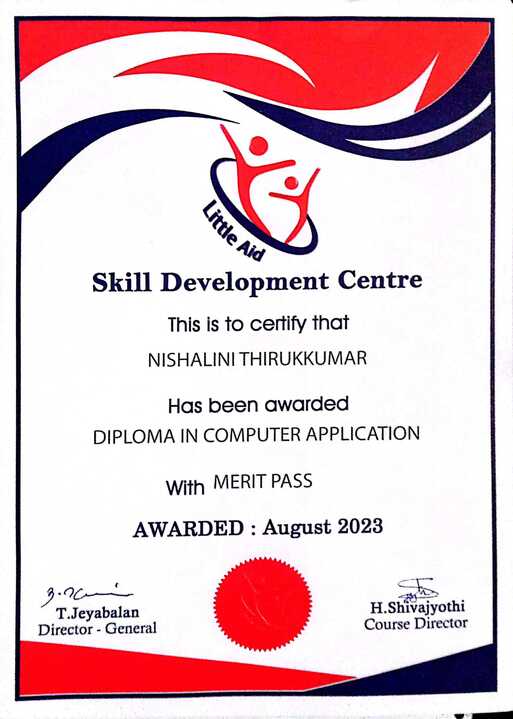 Little Aid
Skill Development Centre
This is to certify that
NISHALINI THIRUKKUMAR
Has been awarded
DIPLOMA IN COMPUTER APPLICATION
With MERIT PASS
AWARDED : August 2023
T.Jeyabalan
Director - General
H.Shivajyothi
Course Director